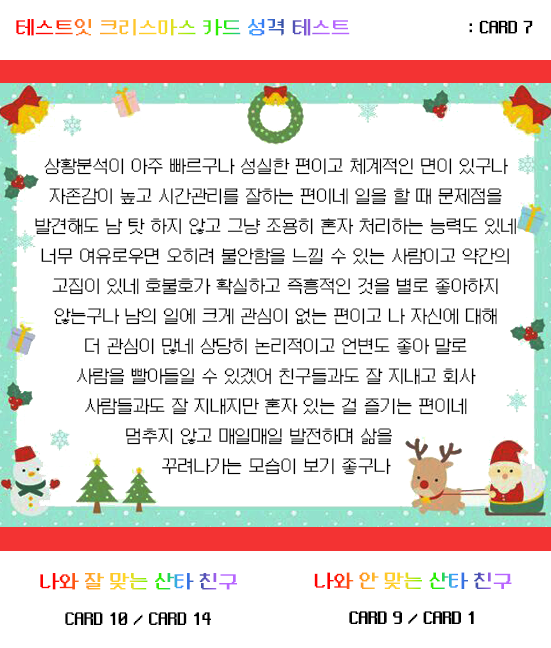 테스트잇 크리스마스 카드 성격 테스트
: CARD 7
상황분석이 아주 빠르구나 성실한 편이고 체계적인 면이 있구나
자존감이 높고 시간관리를 잘하는 편이네 일을 할 때 문제점을
발견해도 남 탓 하지 않고 그냥 조용히 혼자 처리하는 능력도 있네
너무 여유로우면 오히려 불안함을 느낄 수 있는 사람이고 약간의
고집이 있네 호불호가 확실하고 즉흥적인 것을 별로 좋아하지
않는구나 남의 일에 크게 관심이 없는 편이고 나 자신에 대해
더 관심이 많네 상당히 논리적이고 언변도 좋아 말로
사람을 빨아들일 수 있겠어 친구들과도 잘 지내고 회사
사람들과도 잘 지내지만 혼자 있는 걸 즐기는 편이네
멈추지 않고 매일매일 발전하며 삶을
꾸려나가는 모습이 보기 좋구나
나와 잘 맞는 산타 친구
나와 안 맞는 산타 친구
CARD 10 / CARD 14
CARD 9 / CARD 1